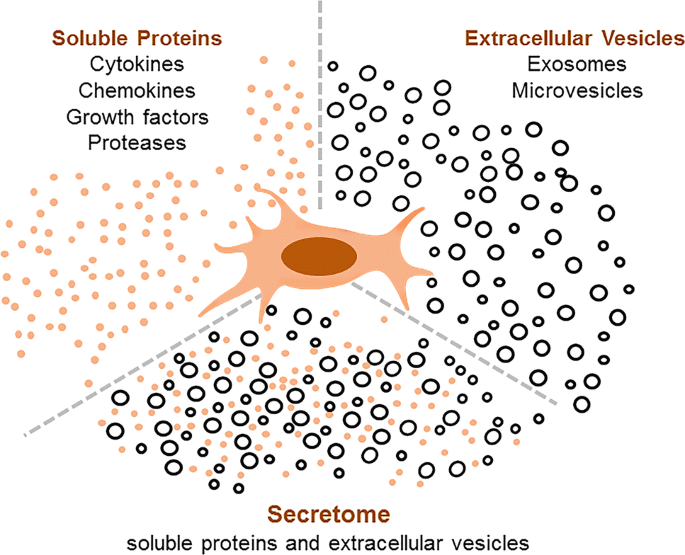 Soluble Proteins
Cytokines
Chemokines
Growth factors
Proteases
Extracellular Vesicles
Exosomes
Microvesicles
Secretome
soluble proteins and extracellular vesicles